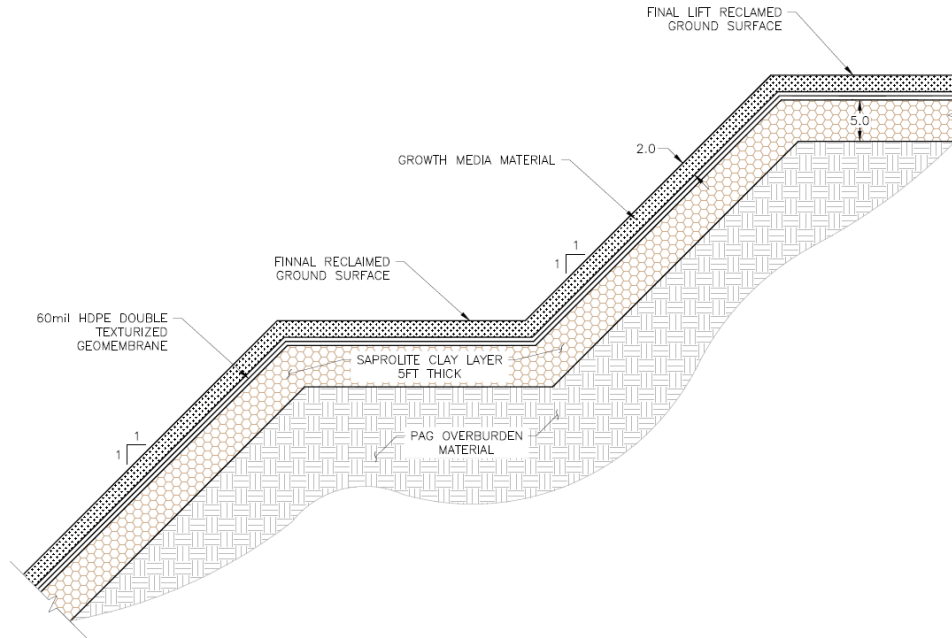 FINAL LIFT RECLAMED
GROUND SURFACE
5.0
2.0
GROWTH MEDIA MATERIAL
1
1
FINNAL RECLAIMED
GROUND SURFACE
60mil HDPE DOUBLE
TEXTURIZED
GEOMEMBRANE
SAPROLITE CLAY LAYER
5FT THICK
1
1
PAG OVERBURDEN
MATERIAL